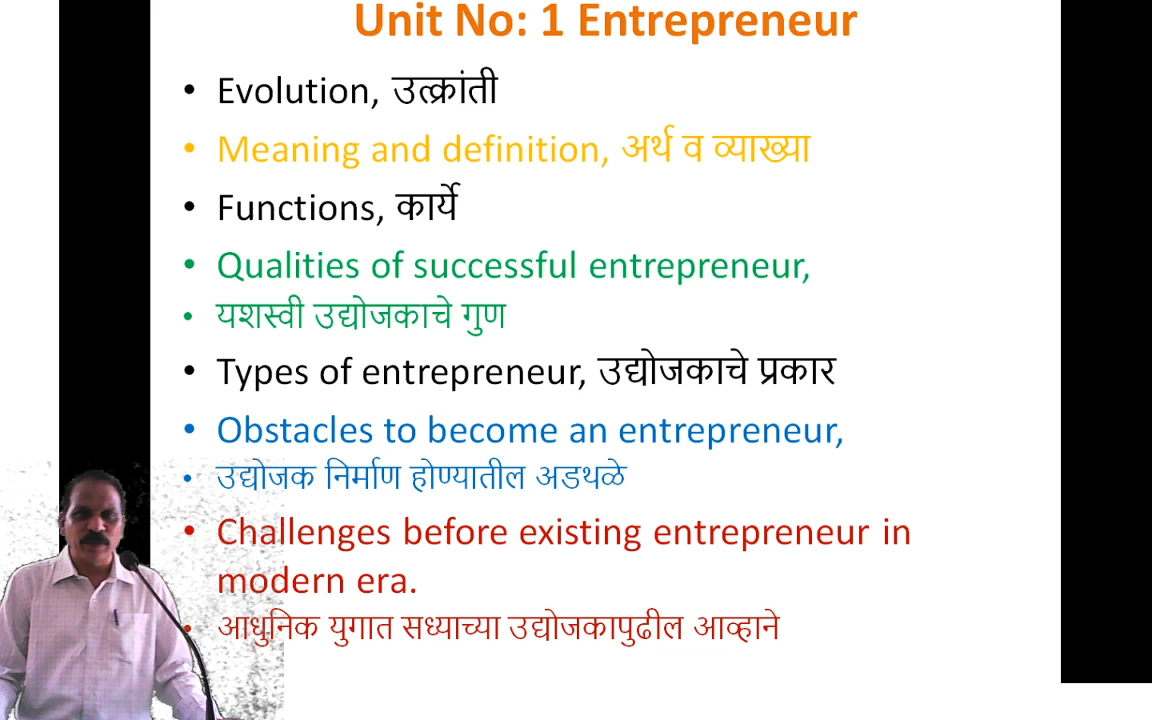 Unit No: 1 Entrepreneur
• Evolution, उत्क्रांती
• Meaning and definition, अर्थ व व्याख्या
• Functions, कार्ये
• Qualities of successful entrepreneur,
• यशस्वी उद्योजकाचे गुण
• Types of entrepreneur, उद्योजकाचे प्रकार
• Obstacles to become an entrepreneur,
• उद्योजक निर्माण होण्यातील अडथळे
• Challenges before existing entrepreneur in
modern era.
• आधुनिक युगात सध्याच्या उद्योजकापुढील आव्हाने